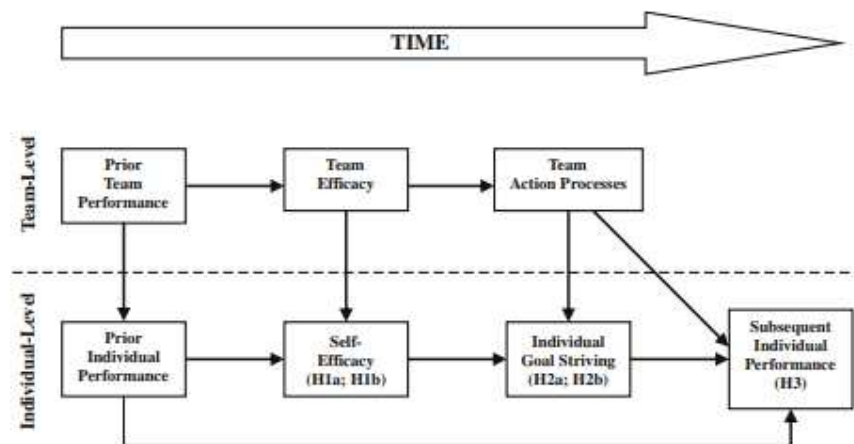 TIME
Team-Level
Prior
Team
Performance
Team
Efficacy
Team
Action Processes
Individual-Level
Prior
Individual
Performance
Self-
Efficacy
(H1a; H1b)
Individual
Goal Striving
(H2a; H2b)
Subsequent
Individual
Performance
(H3)